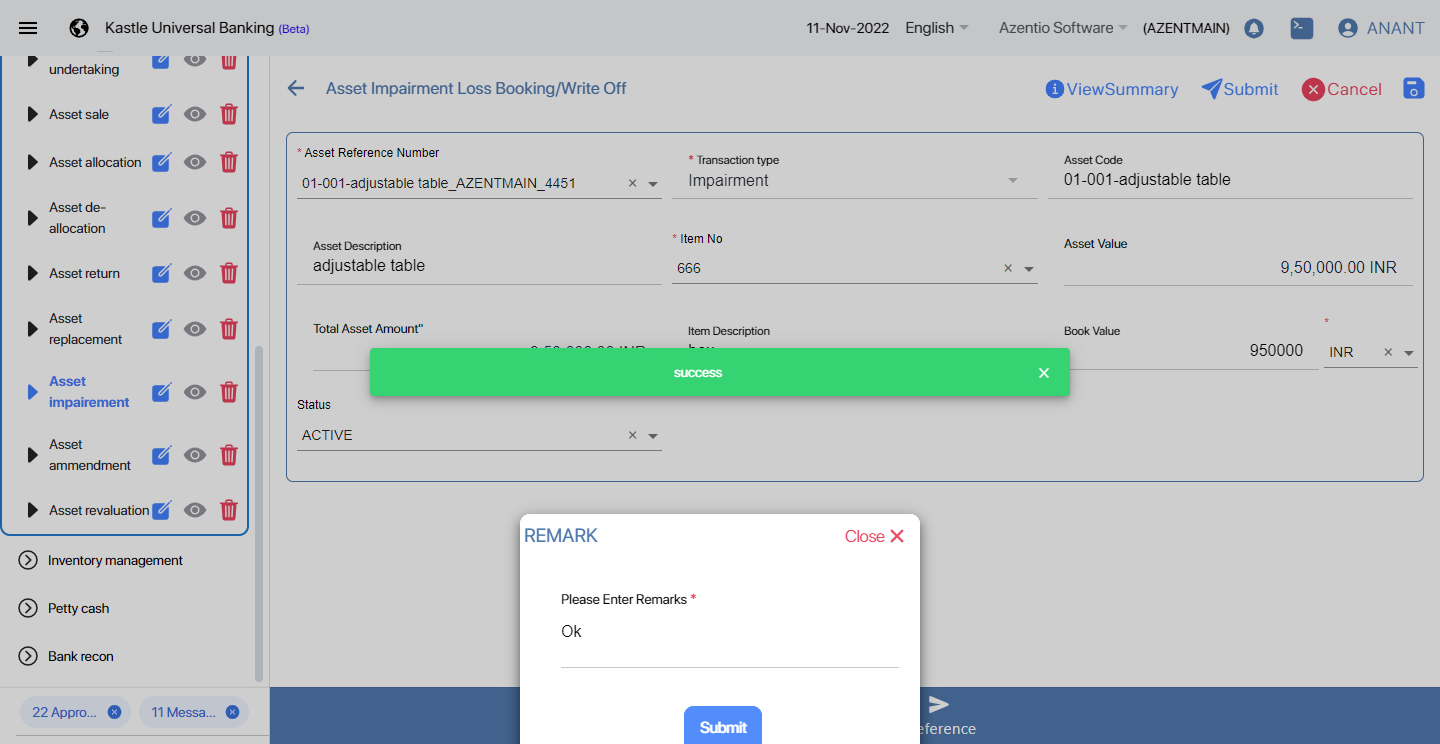 Kastle Universal Banking (Beta)
11-Nov-2022
English
Azentio Software
(AZENTMAIN)
ANANT
undertaking
Asset sale
Asset allocation
Asset de-
allocation
Asset return
Asset
replacement
Asset
impairement
Asset
ammendment
Asset revaluation
Inventory management
Petty cash
Bank recon
22 Appro...
11 Messa...
Asset Impairment Loss Booking/Write Off
ViewSummary
Submit
Cancel
* Asset Reference Number
01-001-adjustable table_AZENTMAIN_4451
* Transaction type
Impairment
Asset Code
01-001-adjustable table
Asset Description
adjustable table
* Item No
666
Asset Value
9,50,000.00 INR
Total Asset Amount"
Item Description
Book Value
950000
*
INR
success
Status
ACTIVE
REMARK
Close
Please Enter Remarks *
Ok
Submit
eference